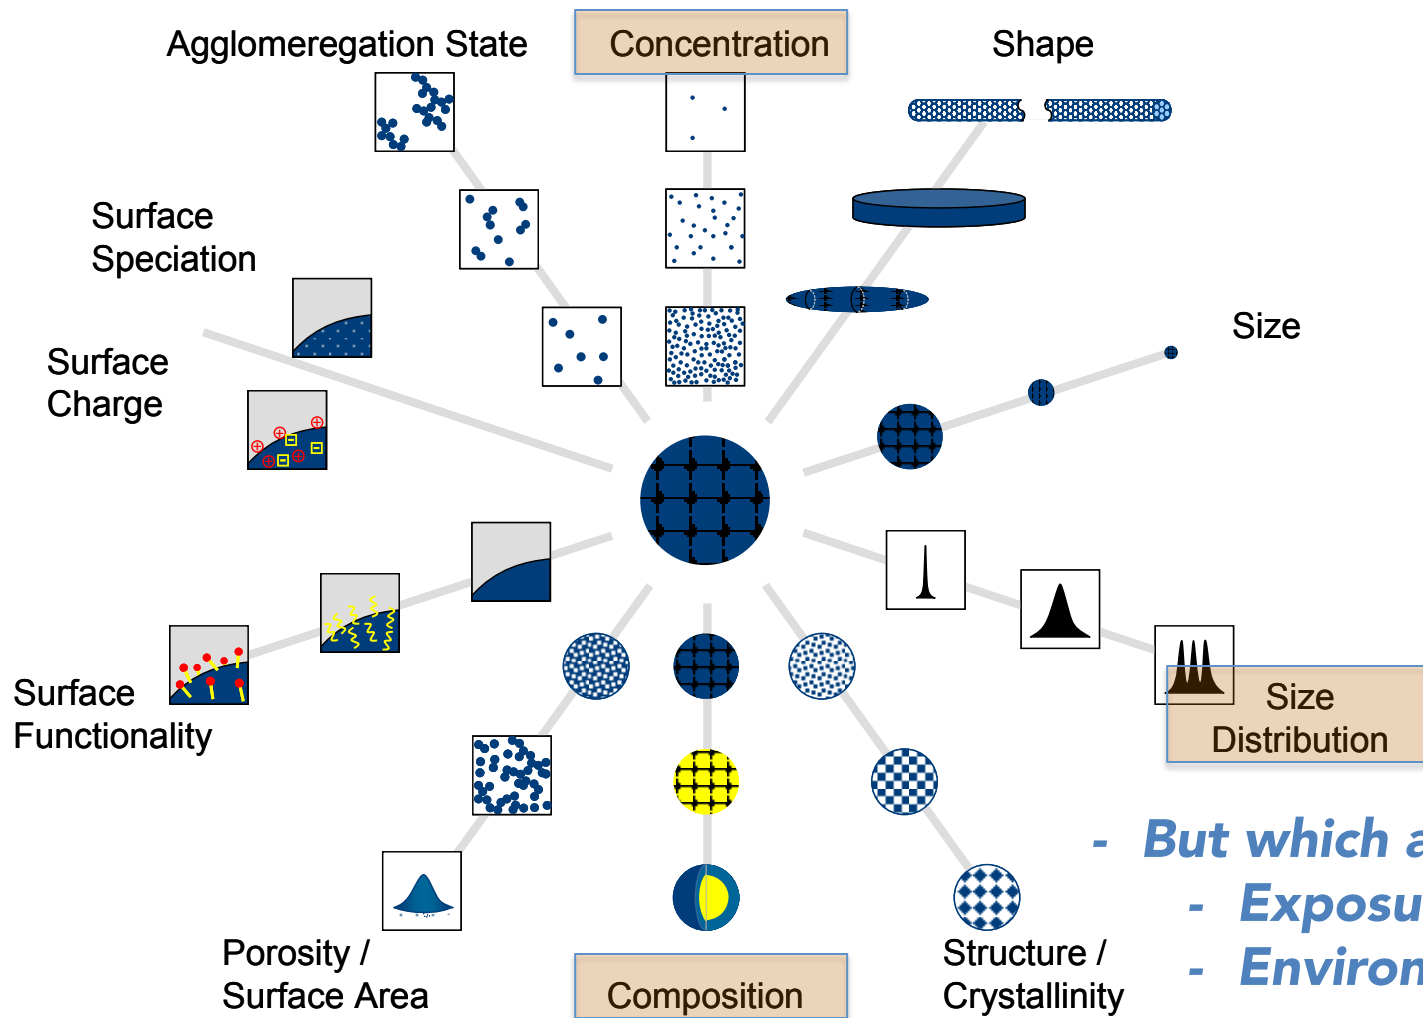 Agglomeregation State
Concentration
Shape
Surface
Speciation
Size
Surface
Charge
Surface
Functionality
Size
Distribution
- But which a
- Exposu
- Environ
Porosity /
Surface Area
Composition
Structure /
Crystallinity